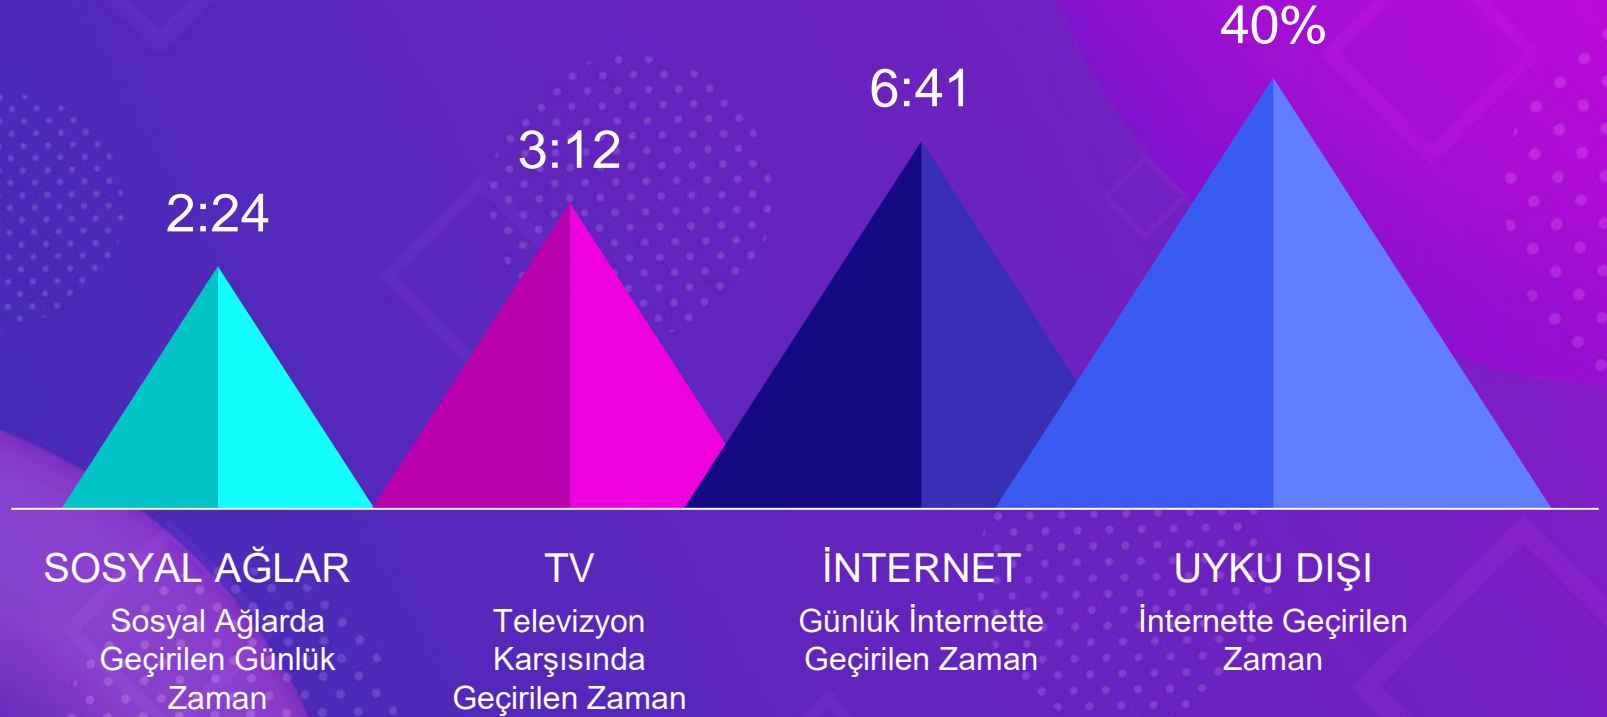 2:24
3:12
6:41
40%
SOSYAL AĞLAR
Sosyal Ağlarda
Geçirilen Günlük
Zaman
TV
Televizyon
Karşısında
Geçirilen Zaman
İNTERNET
Günlük İnternette
Geçirilen Zaman
UYKU DIŞI
İnternette Geçirilen
Zaman